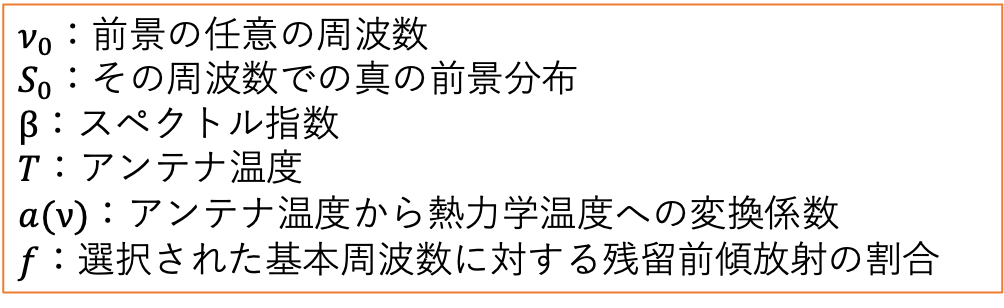 ν₀：前景の任意の周波数
S₀：その周波数での真の前景分布
β：スペクトル指数
T：アンテナ温度
a(ν)：アンテナ温度から熱力学温度への変換係数
f：選択された基本周波数に対する残留前傾放射の割合